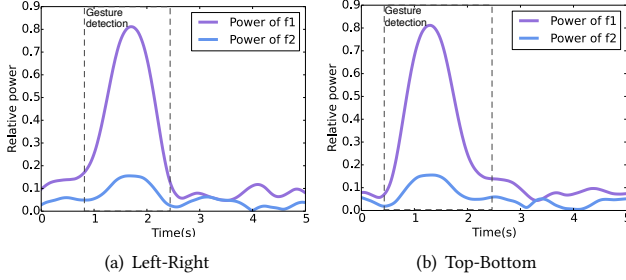 0.9
0.8
0.7
0.6
0.5
0.4
0.3
0.2
0.1
0.0
Relative power
Gesture
detection
Power of f1
Power of f2
0 1 2 3 4 5
Time(s)
(a) Left-Right
0.9
0.8
0.7
0.6
0.5
0.4
0.3
0.2
0.1
0.0
Relative power
Gesture
detection
Power of f1
Power of f2
0 1 2 3 4 5
Time(s)
(b) Top-Bottom